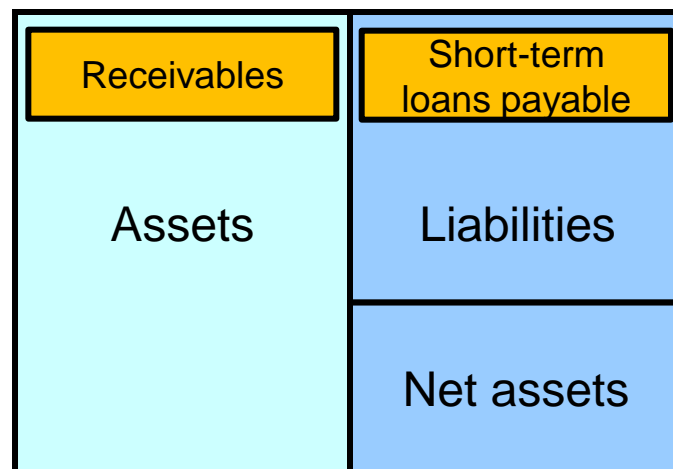 Receivables
Short-term
loans payable
Assets
Liabilities
Net assets